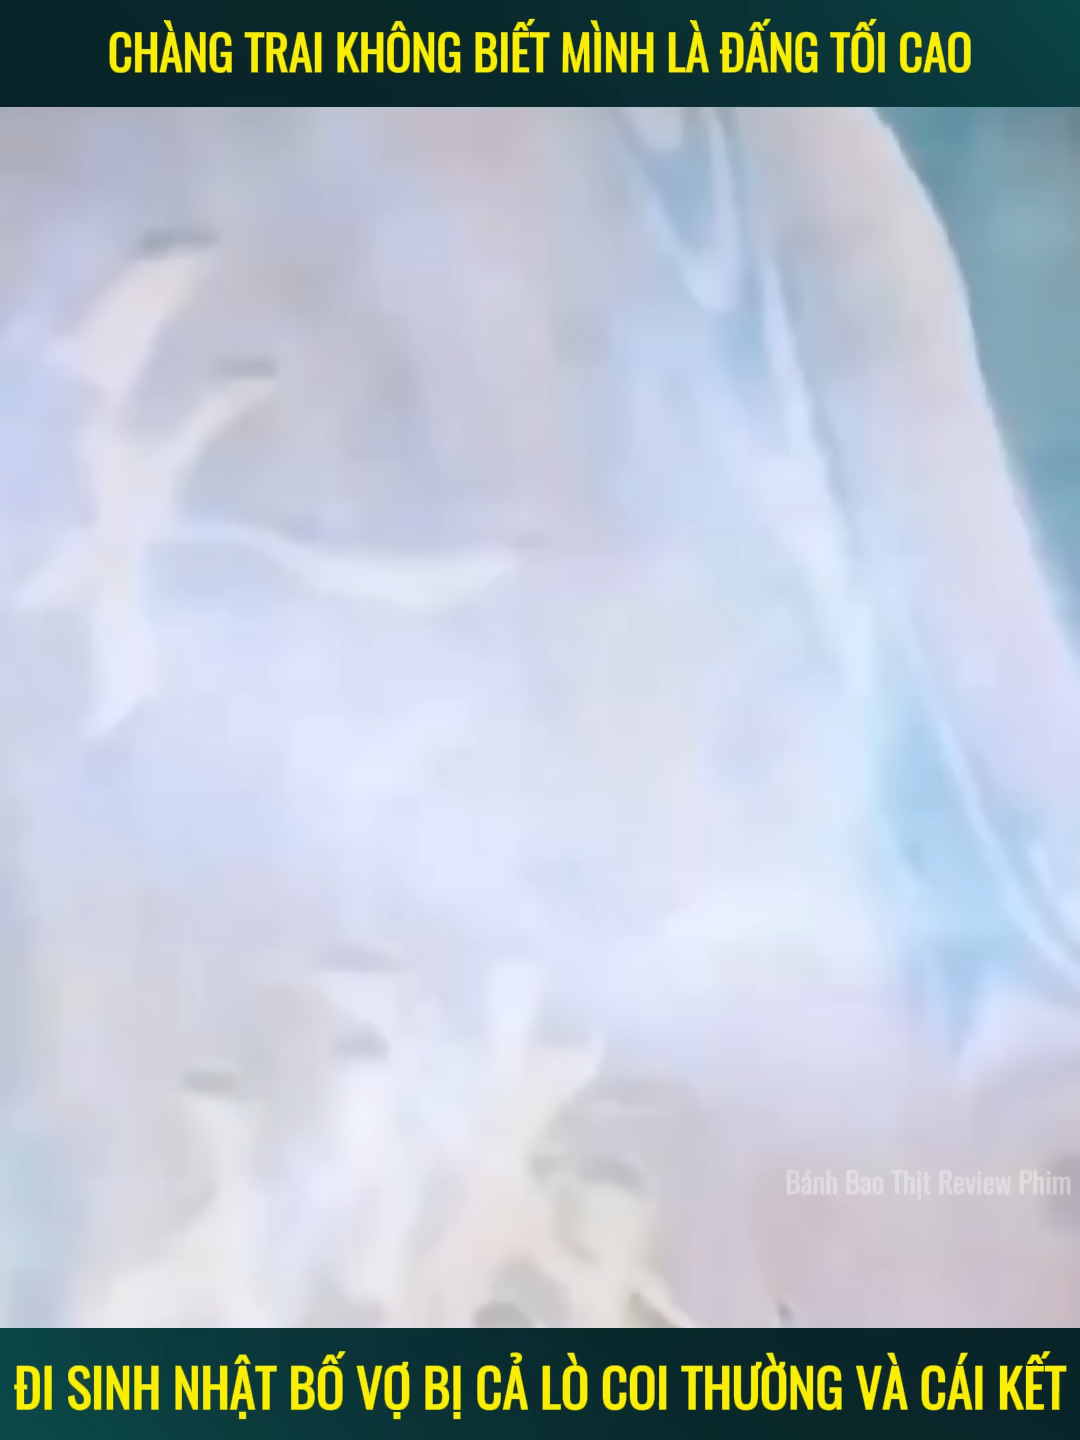 CHÀNG TRAI KHÔNG BIẾT MÌNH LÀ ĐẤNG TỐI CAO
Bánh Bao Thịt Review Phim
ĐI SINH NHẬT BỐ VỢ BỊ CẢ LÒ COI THƯỜNG VÀ CÁI KẾT